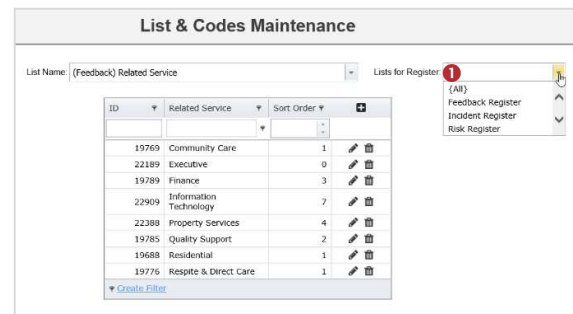 List & Codes Maintenance
List Name: (Feedback) Related Service
Lists for Register: 1
{All}
Feedback Register
Incident Register
Risk Register
ID Related Service Sort Order
19769 Community Care 1
22189 Executive 0
19789 Finance 3
22909 Information Technology 7
22388 Property Services 4
19785 Quality Support 2
19688 Residential 1
19776 Respite & Direct Care 1
Create Filter